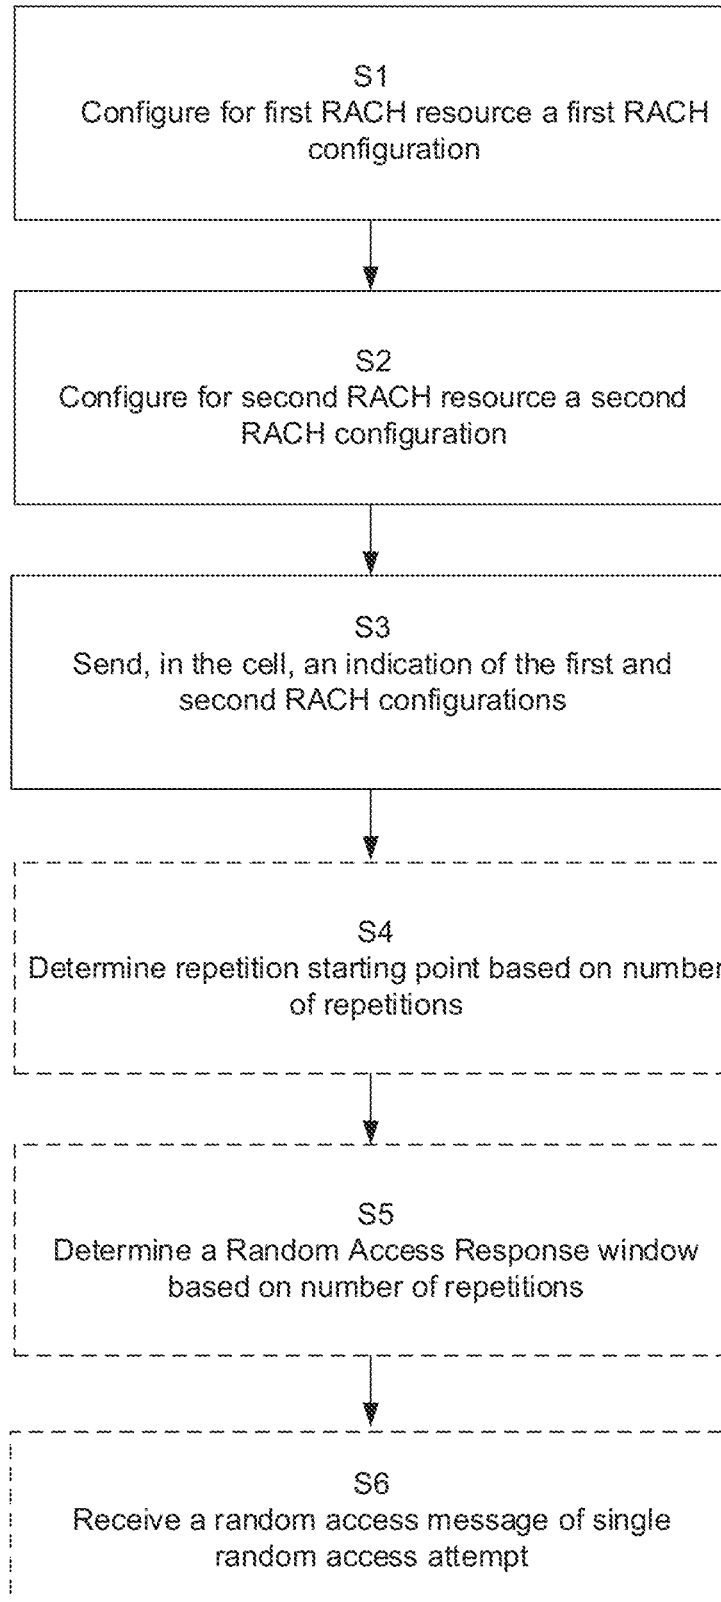 S1
Configure for first RACH resource a first RACH
configuration
S2
Configure for second RACH resource a second
RACH configuration
S3
Send, in the cell, an indication of the first and
second RACH configurations
S4
Determine repetition starting point based on number
of repetitions
S5
Determine a Random Access Response window
based on number of repetitions
S6
Receive a random access message of single
random access attempt